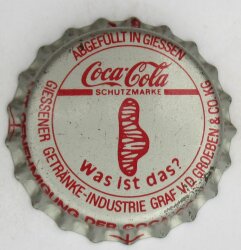 ABGEFÜLLT IN GIESSEN
Coca-Cola
SCHUTZMARKE
Was ist das?
GIESSENER GETRÄNKE-INDUSTRIE GRAF V.D. GROEBEN & CO. KG